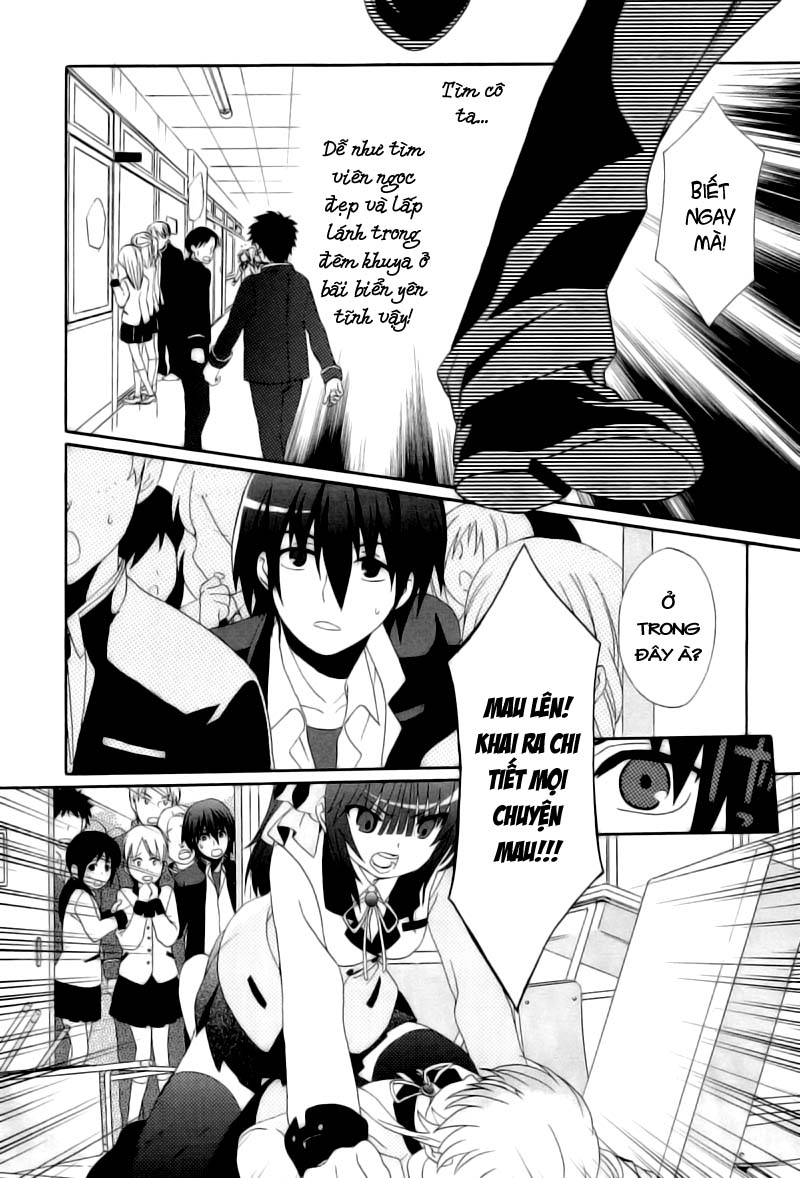 BIẾT
NGAY
MÀ!
Tìm cô
ta...
Dễ như tìm
viên ngọc
đẹp và lấp
lánh trong
đêm khuya ở
bãi biển yên
tĩnh vậy!
Ở
TRONG
ĐÂY À?
MAU LÊN!
KHAI RA CHI
TIẾT MỌI
CHUYỆN
MAU!!!